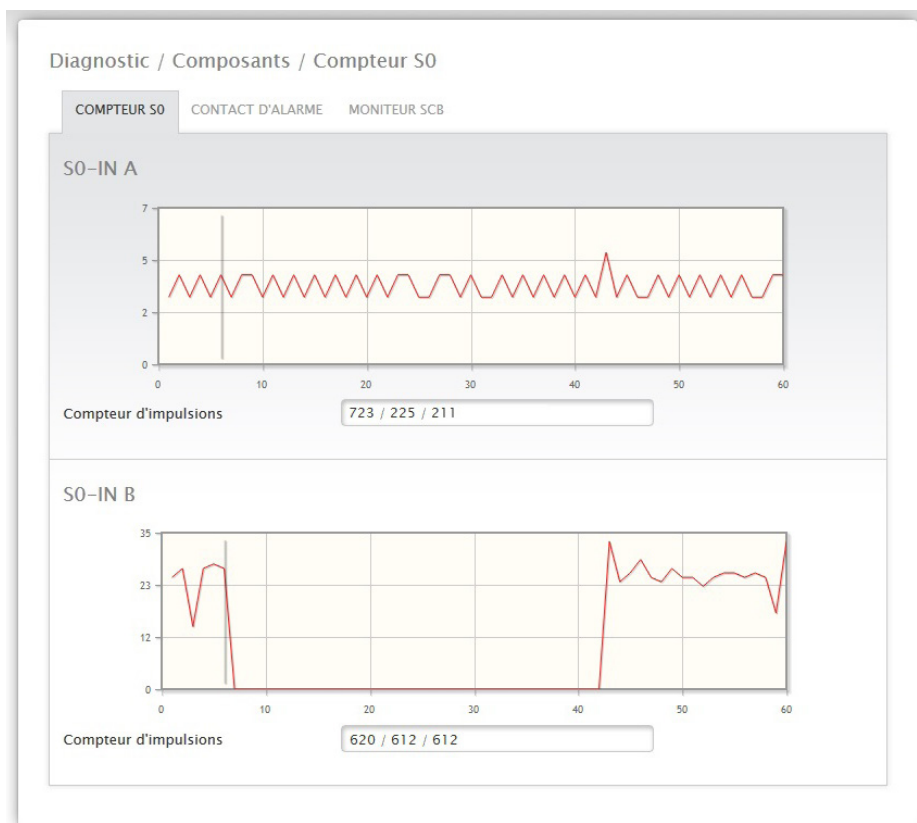 Diagnostic / Composants / Compteur S0
COMPTEUR S0 CONTACT D'ALARME MONITEUR SCB
S0-IN A
7
5
2
0
0 10 20 30 40 50 60
Compteur d'impulsions 723 / 225 / 211
S0-IN B
35
23
12
0
0 10 20 30 40 50 60
Compteur d'impulsions 620 / 612 / 612